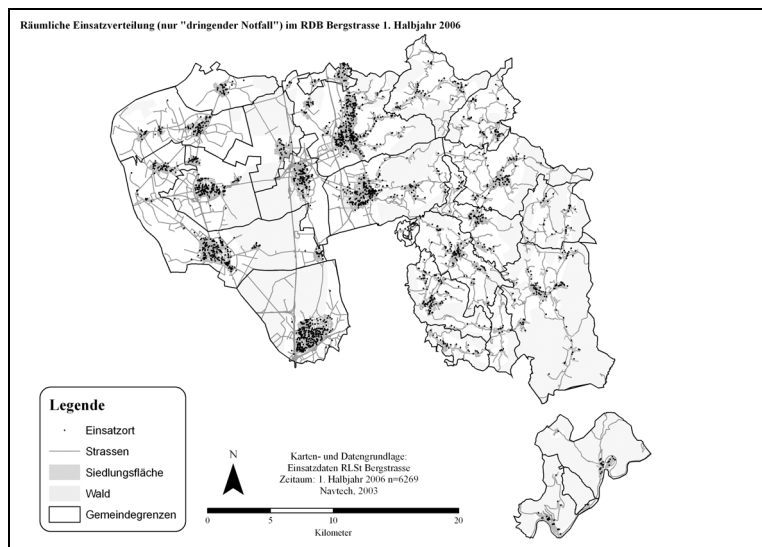 Räumliche Einsatzverteilung (nur "dringender Notfall") im RDB Bergstrasse 1. Halbjahr 2006
Legende
Einsatzort
Strassen
Siedlungsfläche
Wald
Gemeindegrenzen
N
Karten- und Datengrundlage:
Einsatzdaten RLSt Bergstrasse
Zeitaum: 1. Halbjahr 2006 n=6269
Navtech, 2003
0 5 10 20
Kilometer